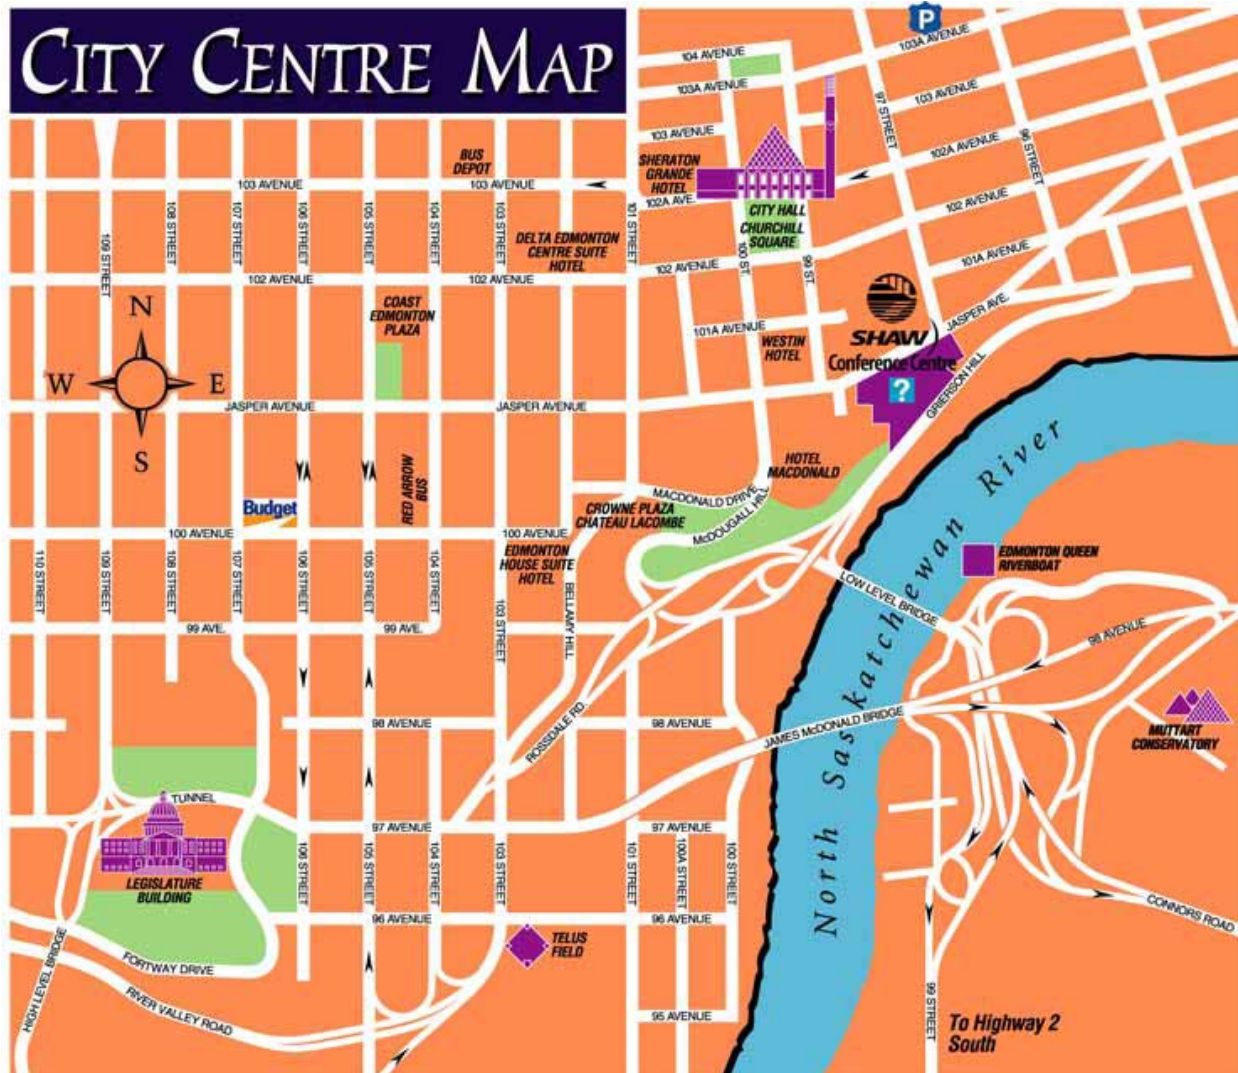 CITY CENTRE MAP
P
104 AVENUE
103A AVENUE
103A AVENUE
103 AVENUE
97 STREET
103 AVENUE
96 STREET
102A AVENUE
BUS
DEPOT
SHERATON
GRANDE
HOTEL
103 AVENUE
103 AVENUE
102A AVE.
102 AVENUE
109 STREET
108 STREET
107 STREET
106 STREET
105 STREET
104 STREET
103 STREET
101 STREET
CITY HALL
CHURCHILL
SQUARE
DELTA EDMONTON
CENTRE SUITE
HOTEL
100 ST.
99 ST.
101A AVENUE
102 AVENUE
102 AVENUE
102 AVENUE
N
W
E
S
COAST
EDMONTON
PLAZA
101A AVENUE
WESTIN
HOTEL
SHAW
Conference Centre
?
JASPER AVE.
GRIERSON HILL
JASPER AVENUE
JASPER AVENUE
RED ARROW
BUS
HOTEL
MACDONALD
MACDONALD DRIVE
McDOUGALL HILL
CROWNE PLAZA
CHATEAU LACOMBE
Budget
100 AVENUE
100 AVENUE
EDMONTON
HOUSE SUITE
HOTEL
North Saskatchewan River
EDMONTON QUEEN
RIVERBOAT
LOW LEVEL BRIDGE
110 STREET
109 STREET
108 STREET
107 STREET
106 STREET
105 STREET
104 STREET
103 STREET
BELLAMY HILL
99 AVE.
99 AVE.
98 AVENUE
98 AVENUE
98 AVENUE
ROSSDALE RD.
JAMES McDONALD BRIDGE
MUTTART
CONSERVATORY
TUNNEL
97 AVENUE
97 AVENUE
LEGISLATURE
BUILDING
106 STREET
105 STREET
104 STREET
103 STREET
101 STREET
100A STREET
100 STREET
CONNORS ROAD
96 AVENUE
96 AVENUE
TELUS
FIELD
HIGH LEVEL BRIDGE
FORTWAY DRIVE
RIVER VALLEY ROAD
95 AVENUE
99 STREET
To Highway 2
South